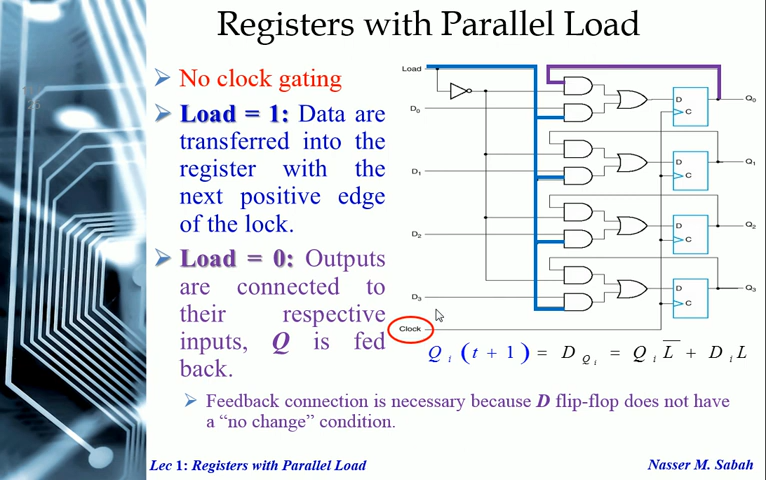 Registers with Parallel Load
No clock gating
Load = 1: Data are
transferred into the
register with the
next positive edge
of the lock.
Load = 0: Outputs
are connected to
their respective
inputs, Q is fed
back.
Load
D0
D1
D2
D3
Clock
D
C
Q0
D
C
Q1
D
C
Q2
D
C
Q3
Q i (t + 1) = D Q i = Q i L̅ + D i L
Feedback connection is necessary because D flip-flop does not have
a “no change” condition.
Lec 1: Registers with Parallel Load
Nasser M. Sabah